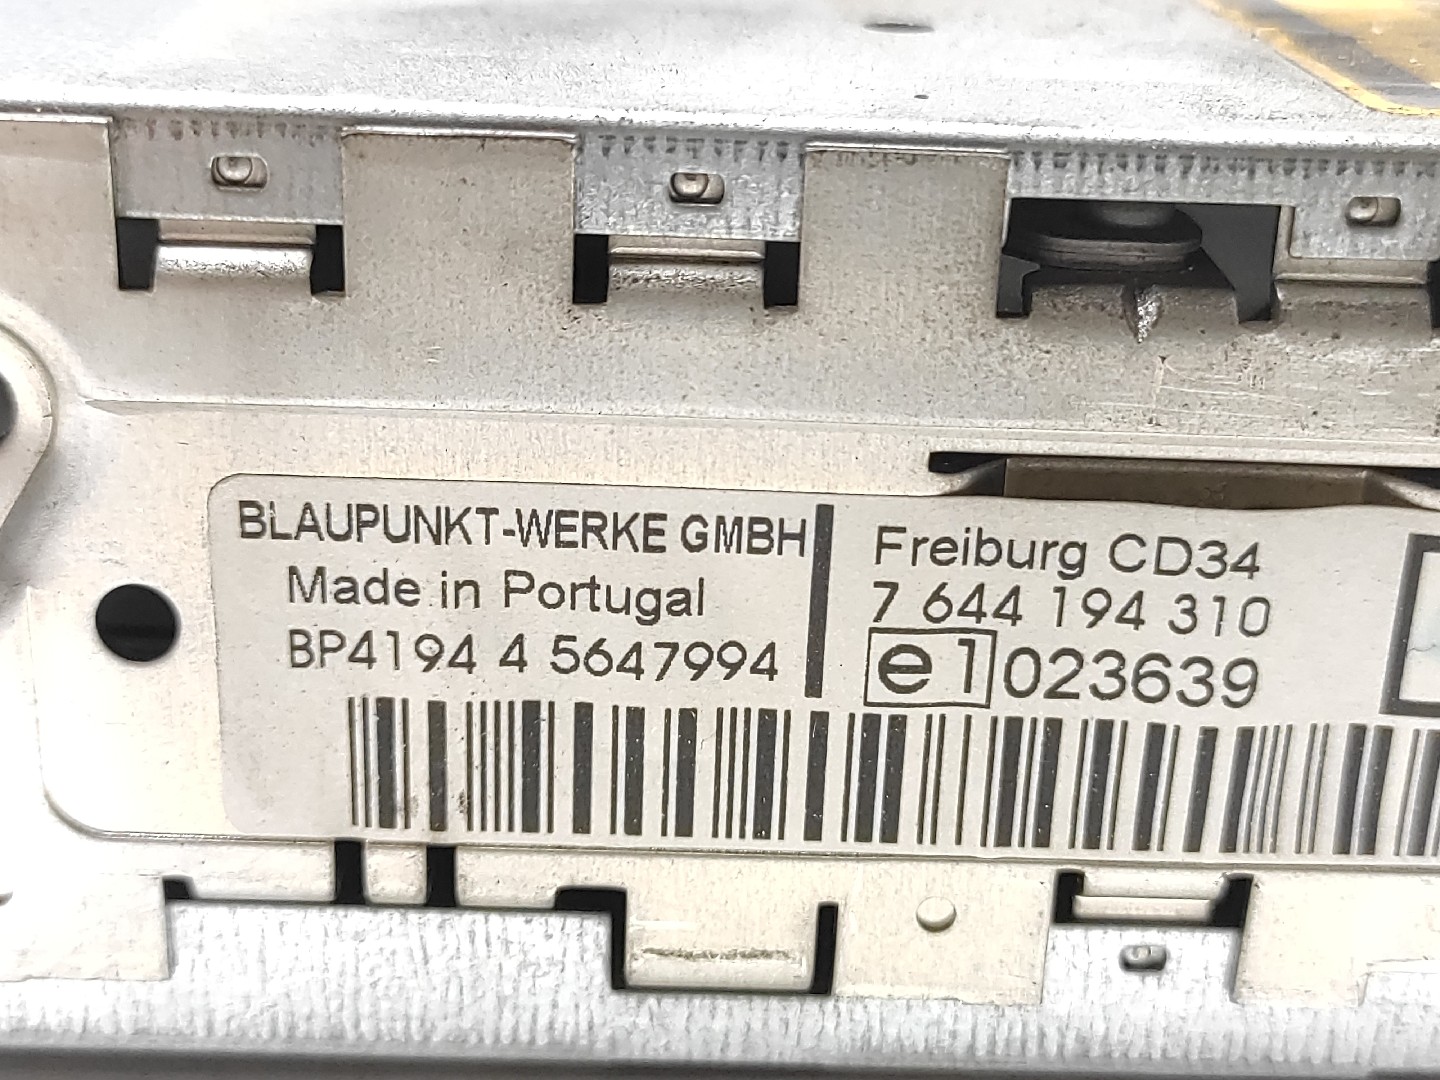 BLAUPUNKT-WERKE GMBH
Made in Portugal
BP4194 4 5647994
Freiburg CD34
7 644 194 310
e1 023639